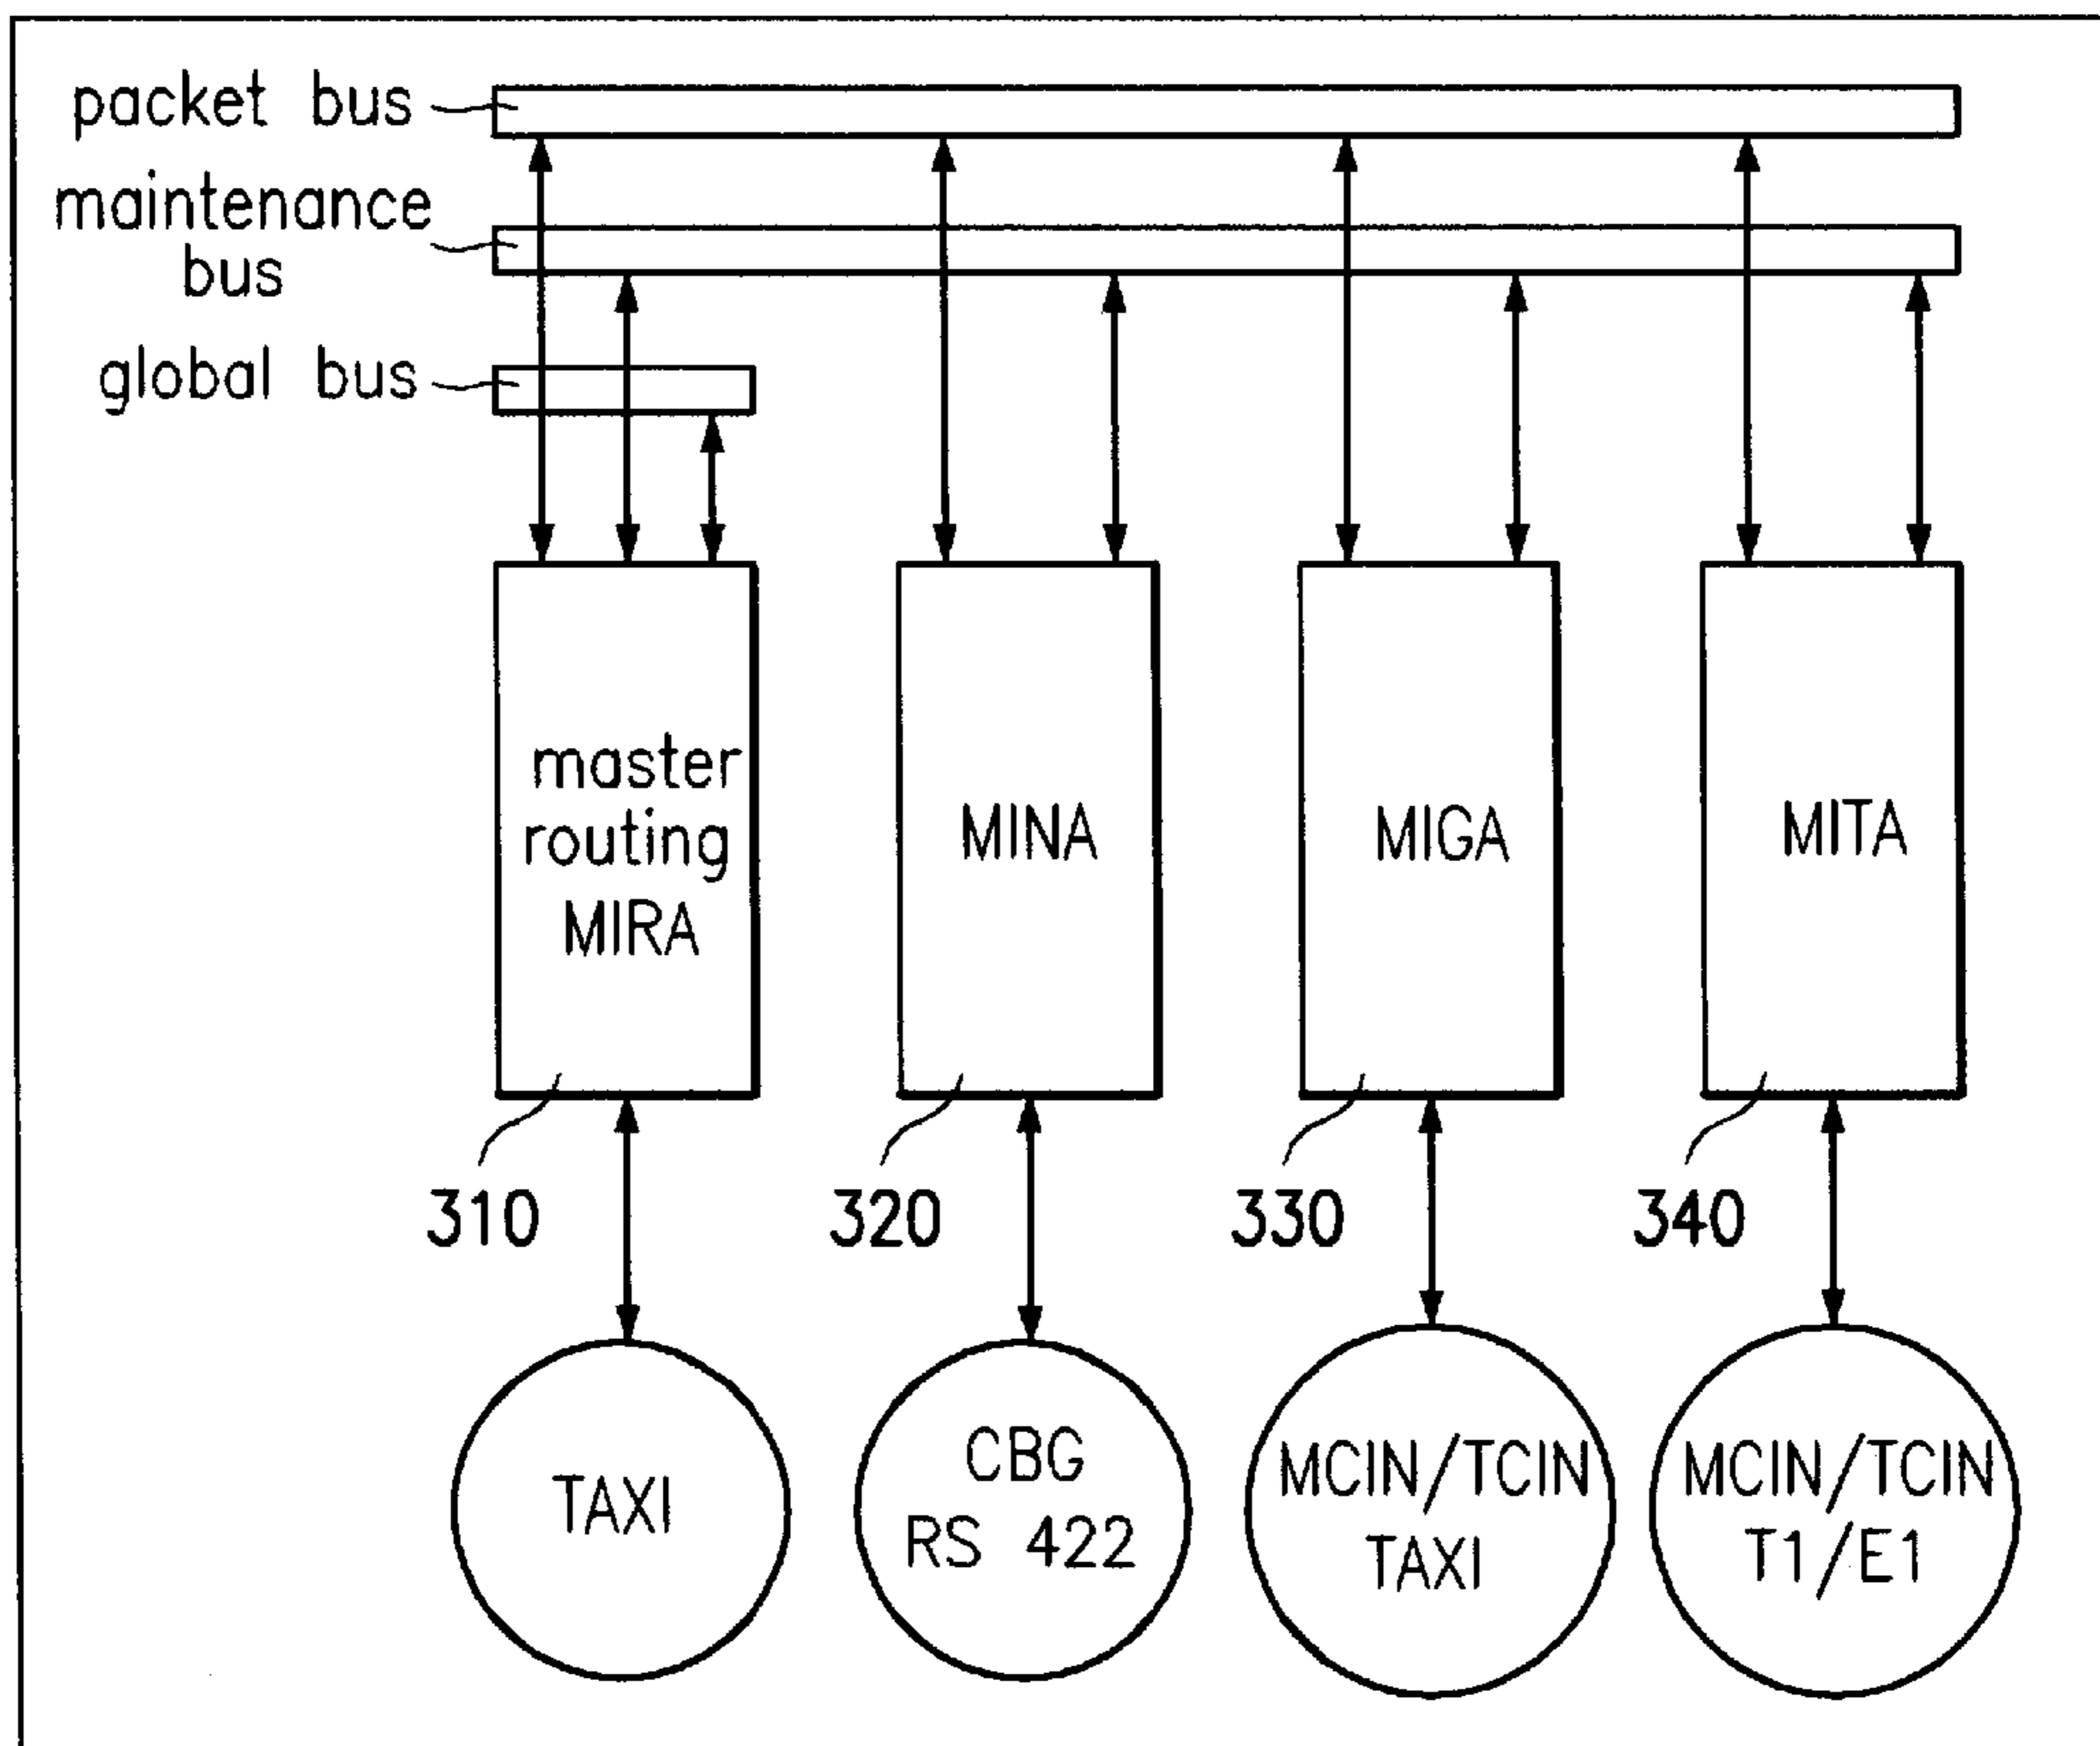 packet bus
maintenance
bus
global bus
master
routing
MIRA
MINA
MIGA
MITA
310
320
330
340
TAXI
CBG
RS 422
MCIN/TCIN
TAXI
MCIN/TCIN
T1/E1